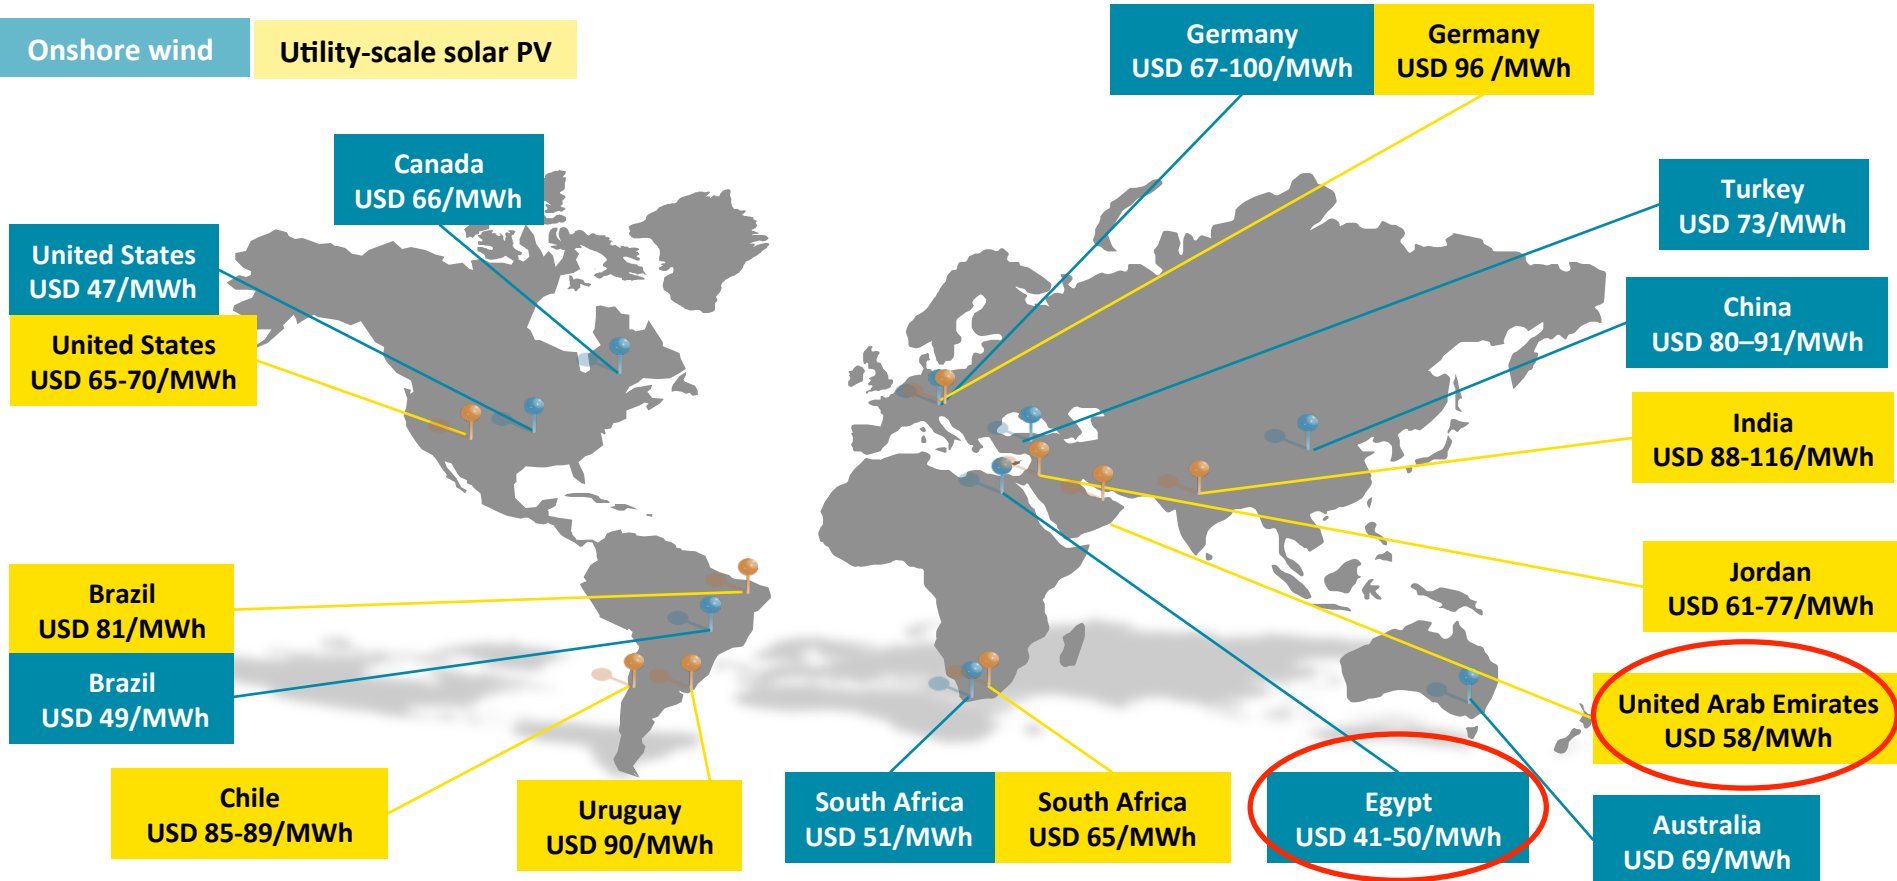 Onshore wind
Utility-scale solar PV
Germany
USD 67-100/MWh
Germany
USD 96 /MWh
Canada
USD 66/MWh
Turkey
USD 73/MWh
United States
USD 47/MWh
China
USD 80–91/MWh
United States
USD 65-70/MWh
India
USD 88-116/MWh
Brazil
USD 81/MWh
Jordan
USD 61-77/MWh
Brazil
USD 49/MWh
United Arab Emirates
USD 58/MWh
Chile
USD 85-89/MWh
Uruguay
USD 90/MWh
South Africa
USD 51/MWh
South Africa
USD 65/MWh
Egypt
USD 41-50/MWh
Australia
USD 69/MWh